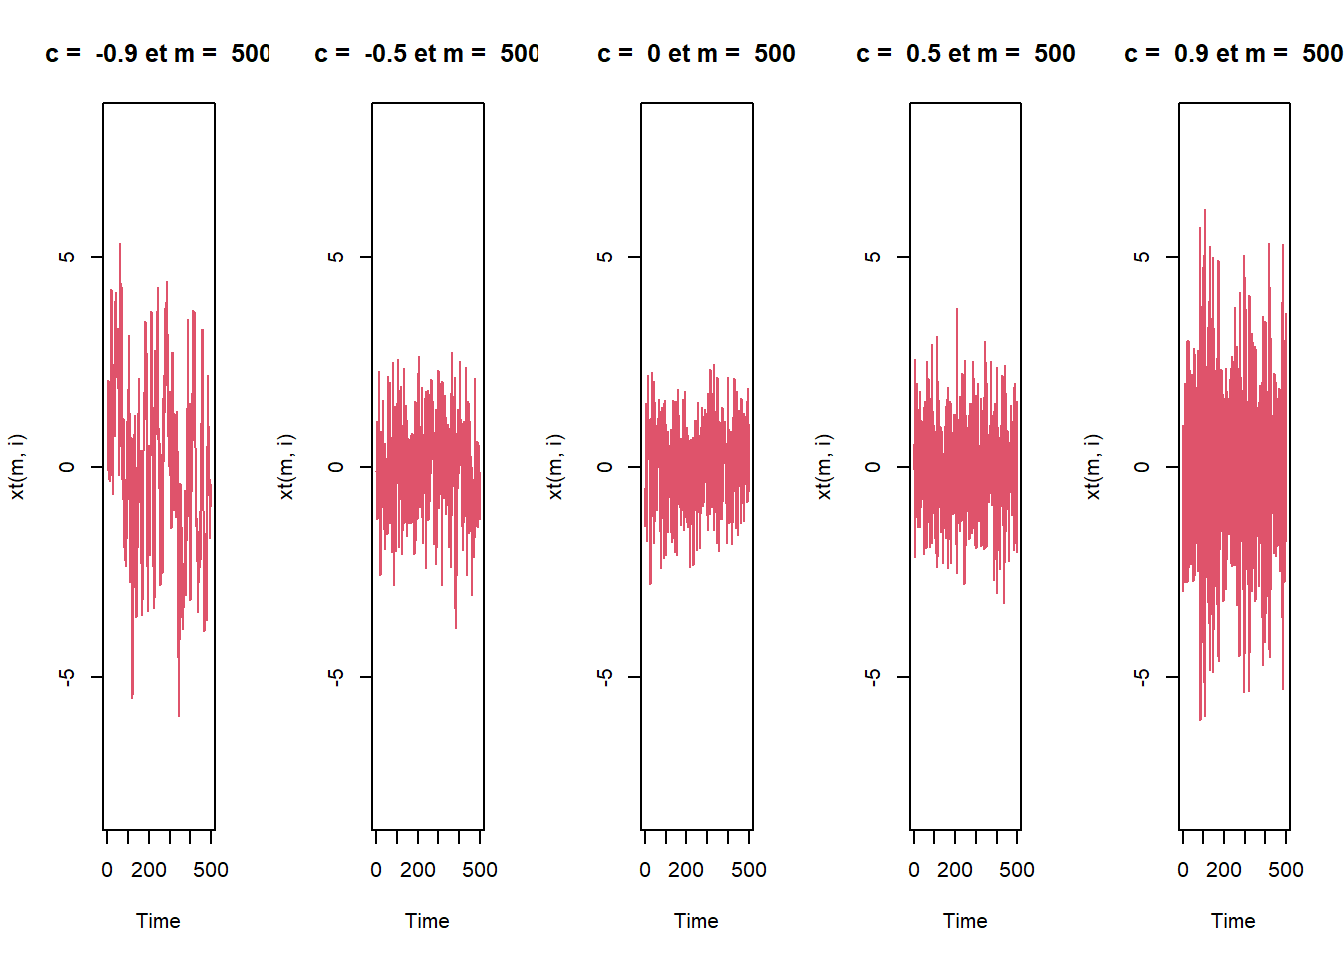 c =  -0.9 et m =  500
xt(m, i)
5
0
-5
0 200 500
Time
c =  -0.5 et m =  500
xt(m, i)
5
0
-5
0 200 500
Time
c =  0 et m =  500
xt(m, i)
5
0
-5
0 200 500
Time
c =  0.5 et m =  500
xt(m, i)
5
0
-5
0 200 500
Time
c =  0.9 et m =  500
xt(m, i)
5
0
-5
0 200 500
Time